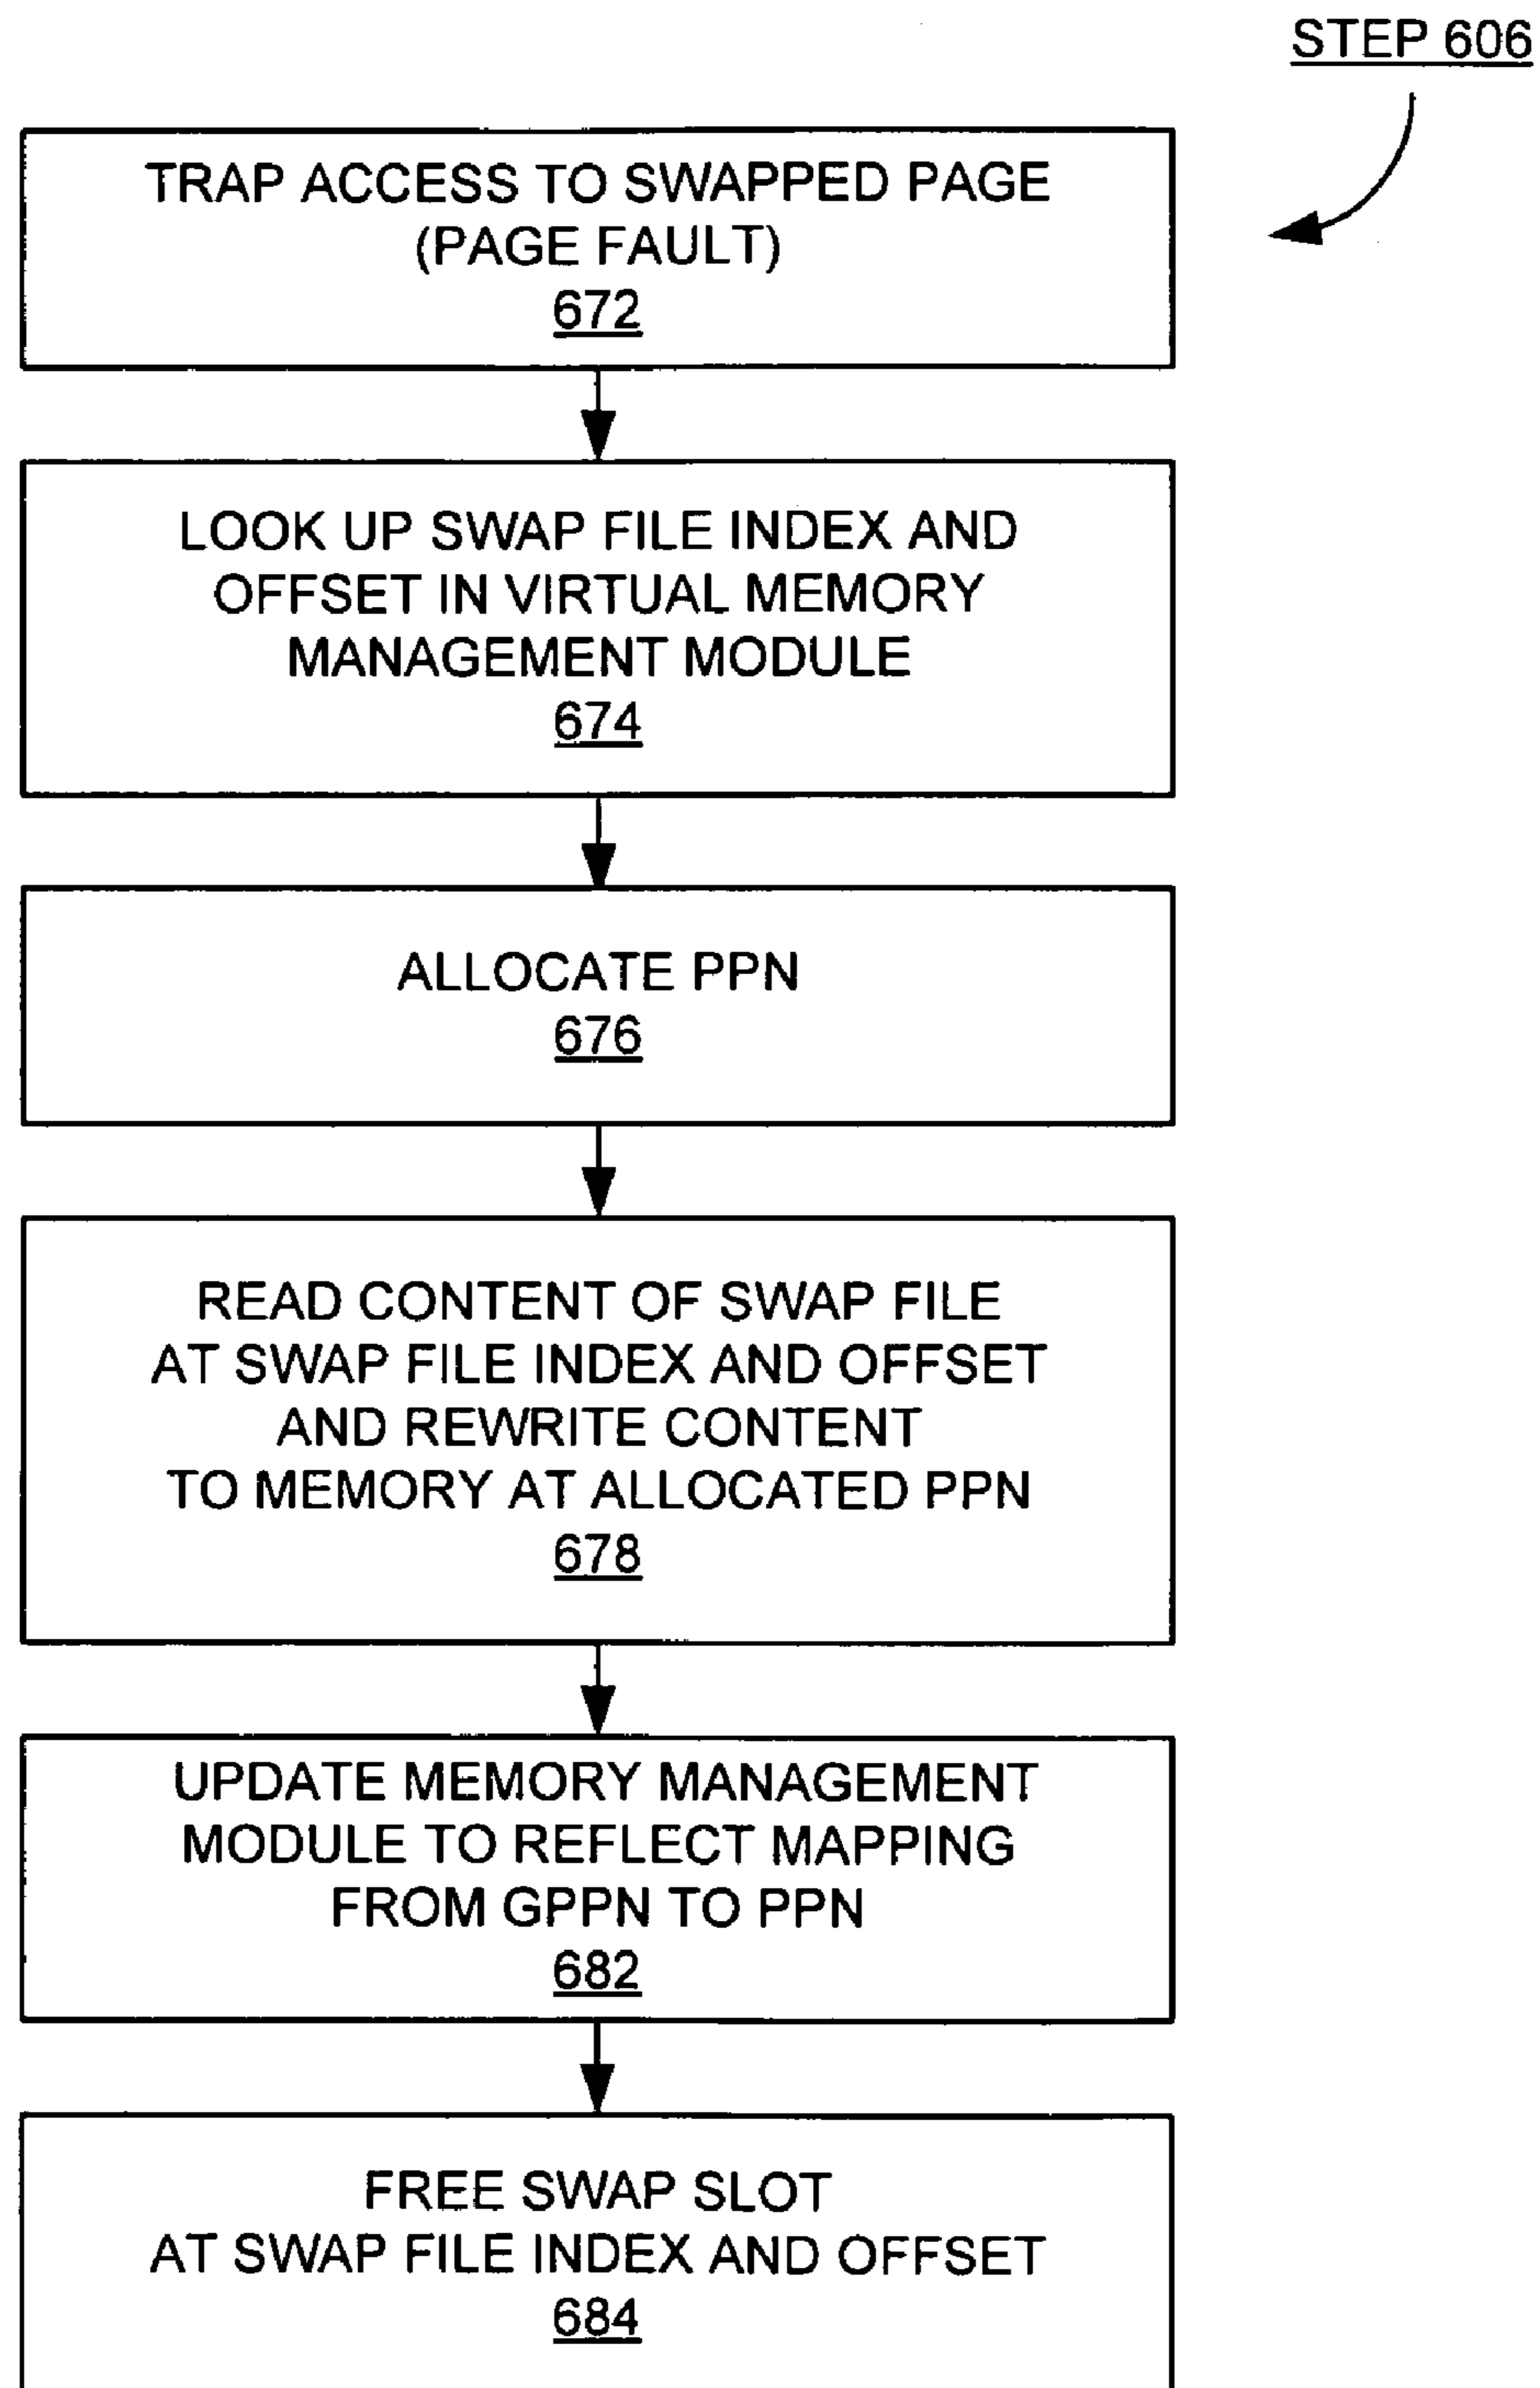 STEP 606
TRAP ACCESS TO SWAPPED PAGE
(PAGE FAULT)
672
LOOK UP SWAP FILE INDEX AND
OFFSET IN VIRTUAL MEMORY
MANAGEMENT MODULE
674
ALLOCATE PPN
676
READ CONTENT OF SWAP FILE
AT SWAP FILE INDEX AND OFFSET
AND REWRITE CONTENT
TO MEMORY AT ALLOCATED PPN
678
UPDATE MEMORY MANAGEMENT
MODULE TO REFLECT MAPPING
FROM GPPN TO PPN
682
FREE SWAP SLOT
AT SWAP FILE INDEX AND OFFSET
684